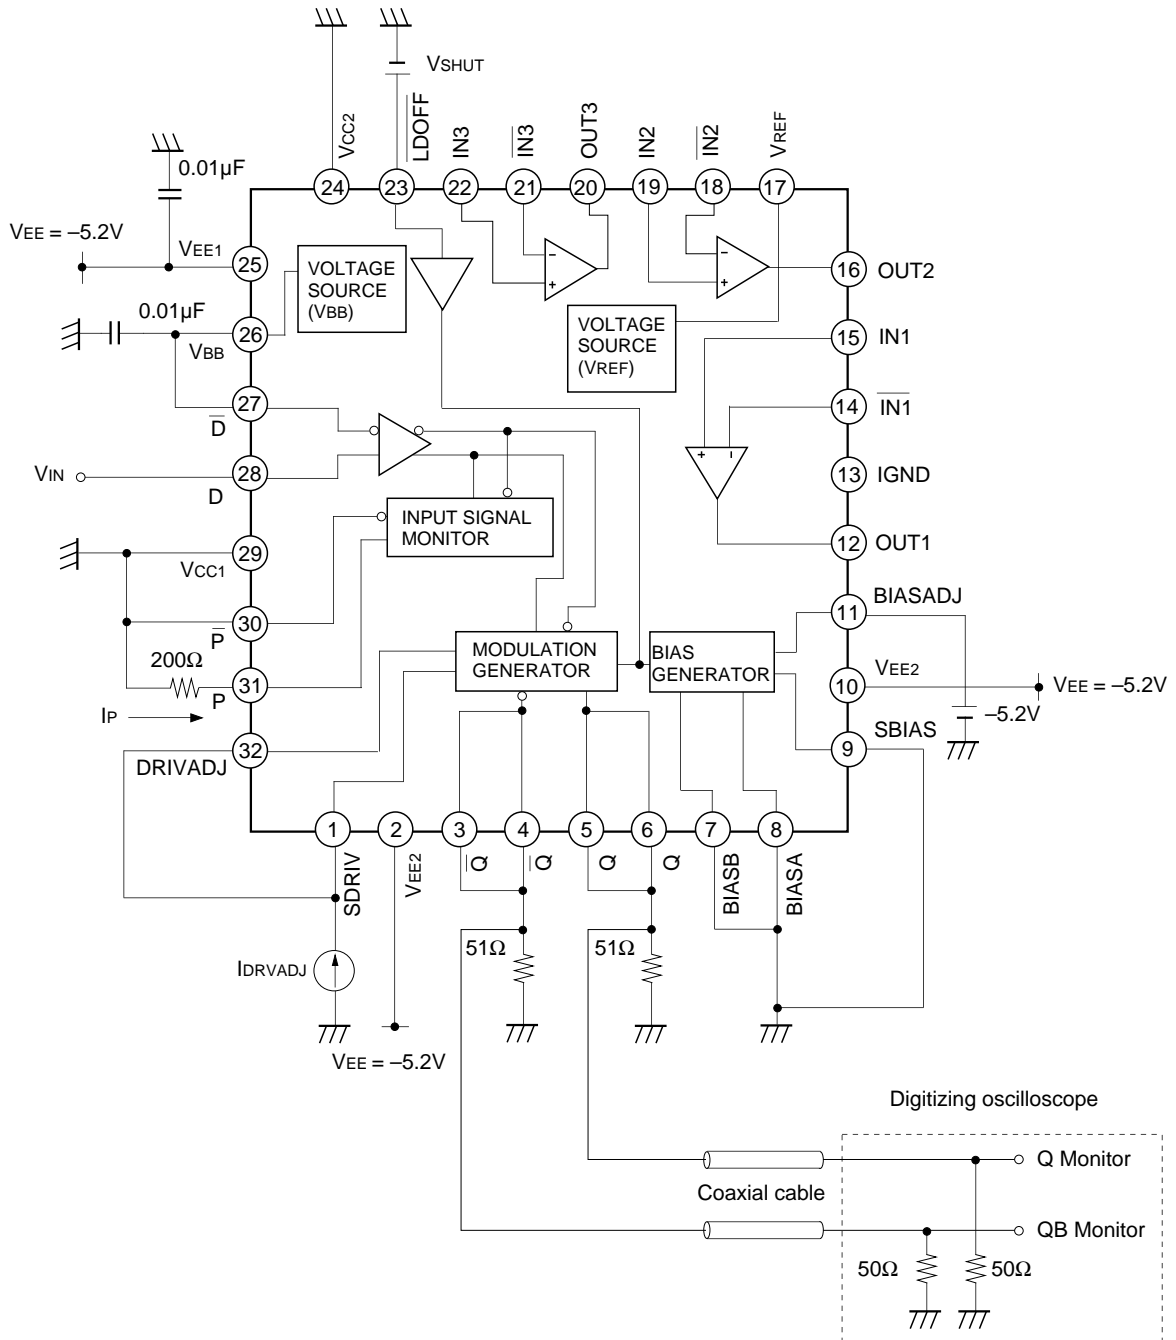 VSHUT
VCC2
LDOFF
IN3
IN3
OUT3
IN2
IN2
VREF
0.01µF
24
23
22
21
20
19
18
17
VEE = –5.2V
VEE1
25
VOLTAGE
SOURCE
(VBB)
–
+
–
+
16
OUT2
0.01µF
26
VBB
VOLTAGE
SOURCE
(VREF)
15
IN1
27
D
14
IN1
VIN
28
D
+
–
13
IGND
INPUT SIGNAL
MONITOR
29
VCC1
12
OUT1
30
P
11
BIASADJ
200Ω
31
P
MODULATION
GENERATOR
BIAS
GENERATOR
10
VEE2
VEE = –5.2V
–5.2V
IP
32
DRIVADJ
9
SBIAS
1
2
3
4
5
6
7
8
SDRIV
VEE2
Q
Q
Q
Q
BIASB
BIASA
51Ω
51Ω
IDRVADJ
VEE = –5.2V
Digitizing oscilloscope
Q Monitor
Coaxial cable
QB Monitor
50Ω
50Ω